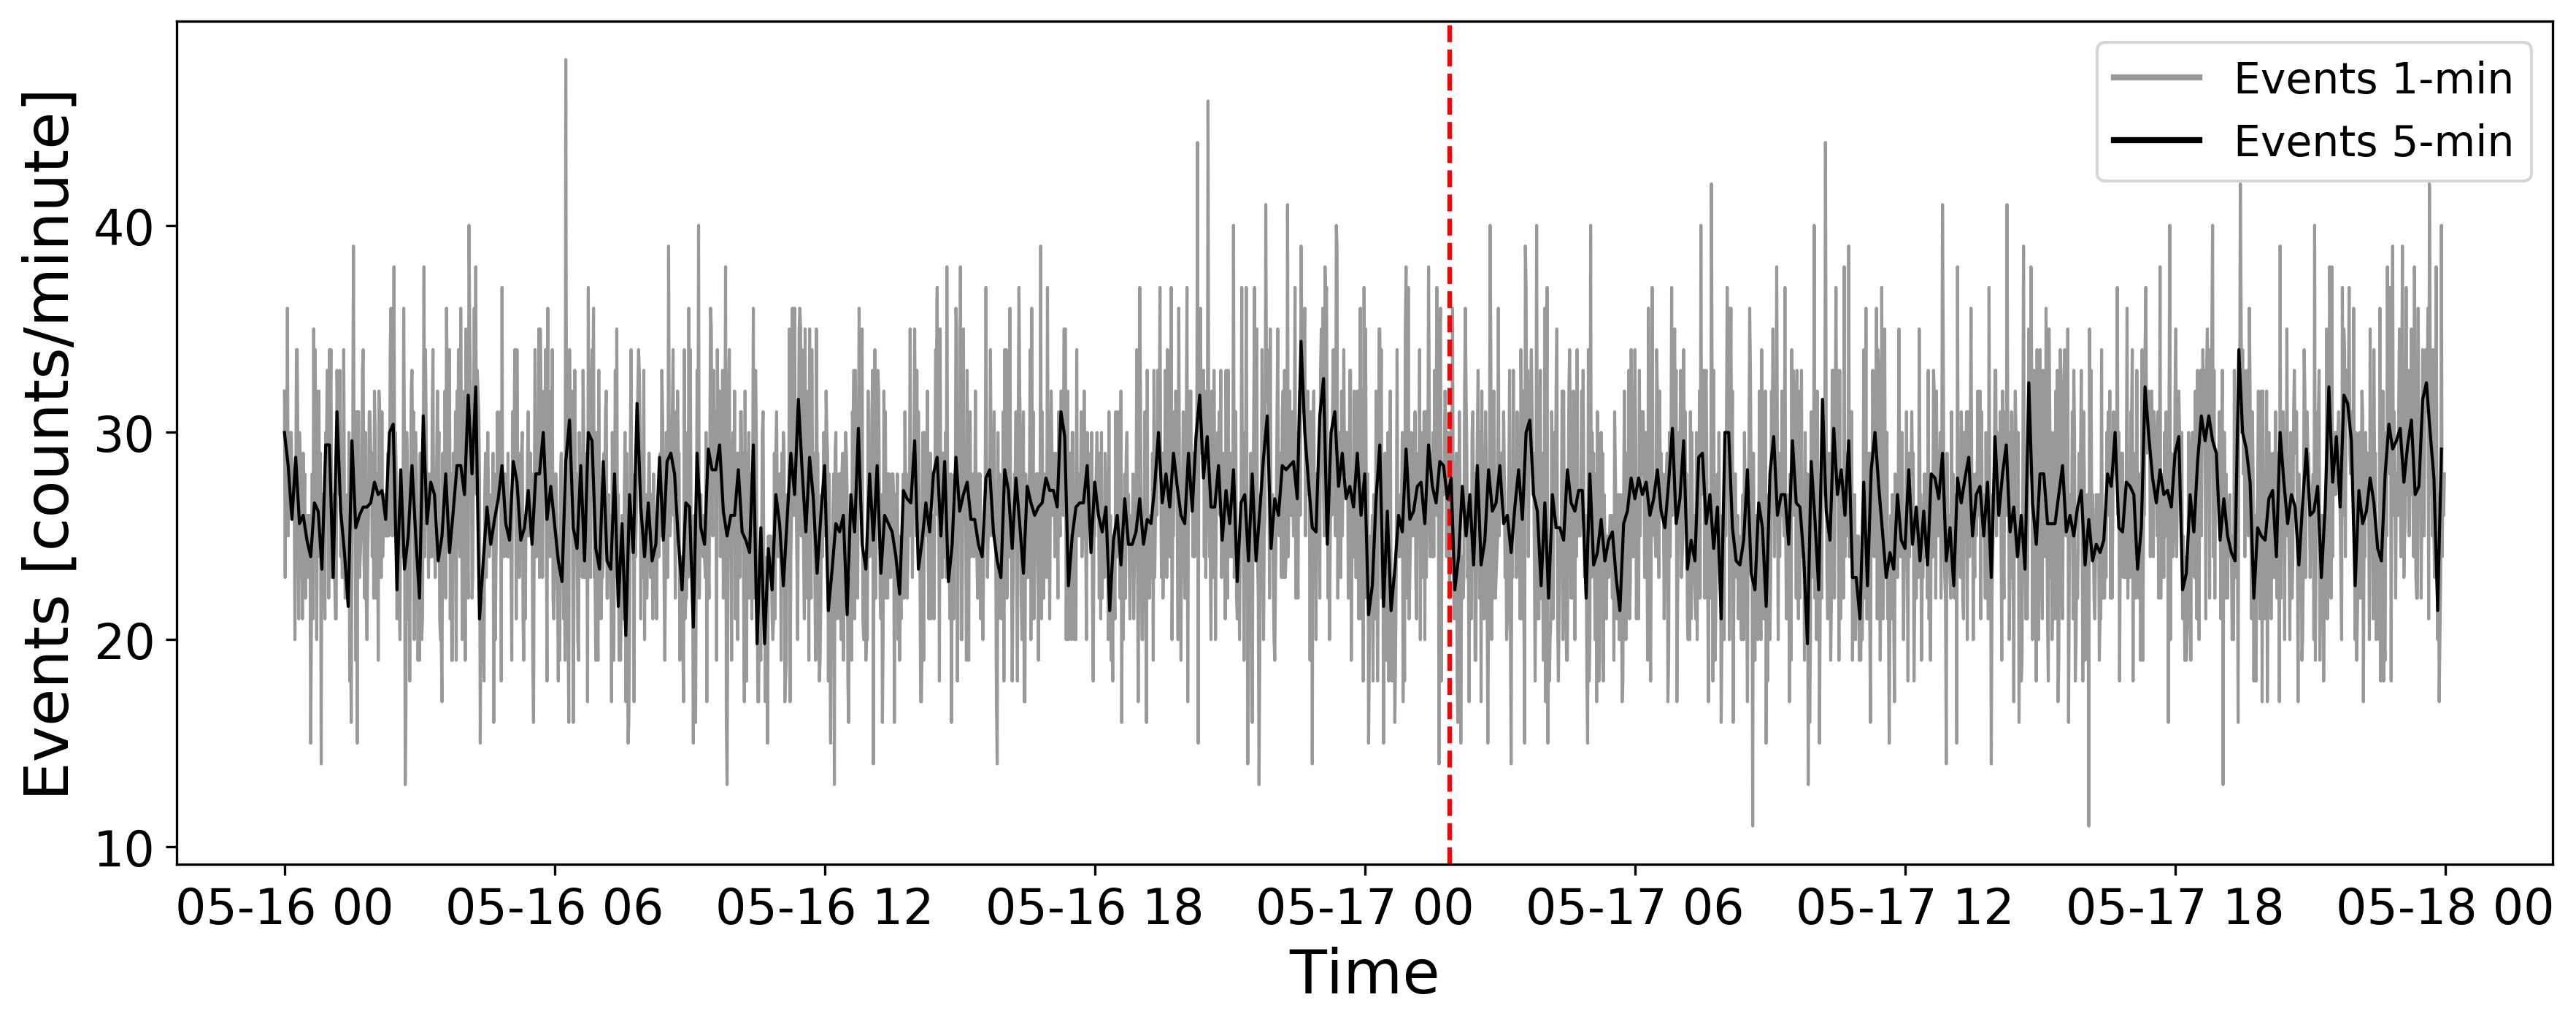 Events 1-min
Events 5-min
Events [counts/minute]
40
30
20
10
05-16 00 05-16 06 05-16 12 05-16 18 05-17 00 05-17 06 05-17 12 05-17 18 05-18 00
Time